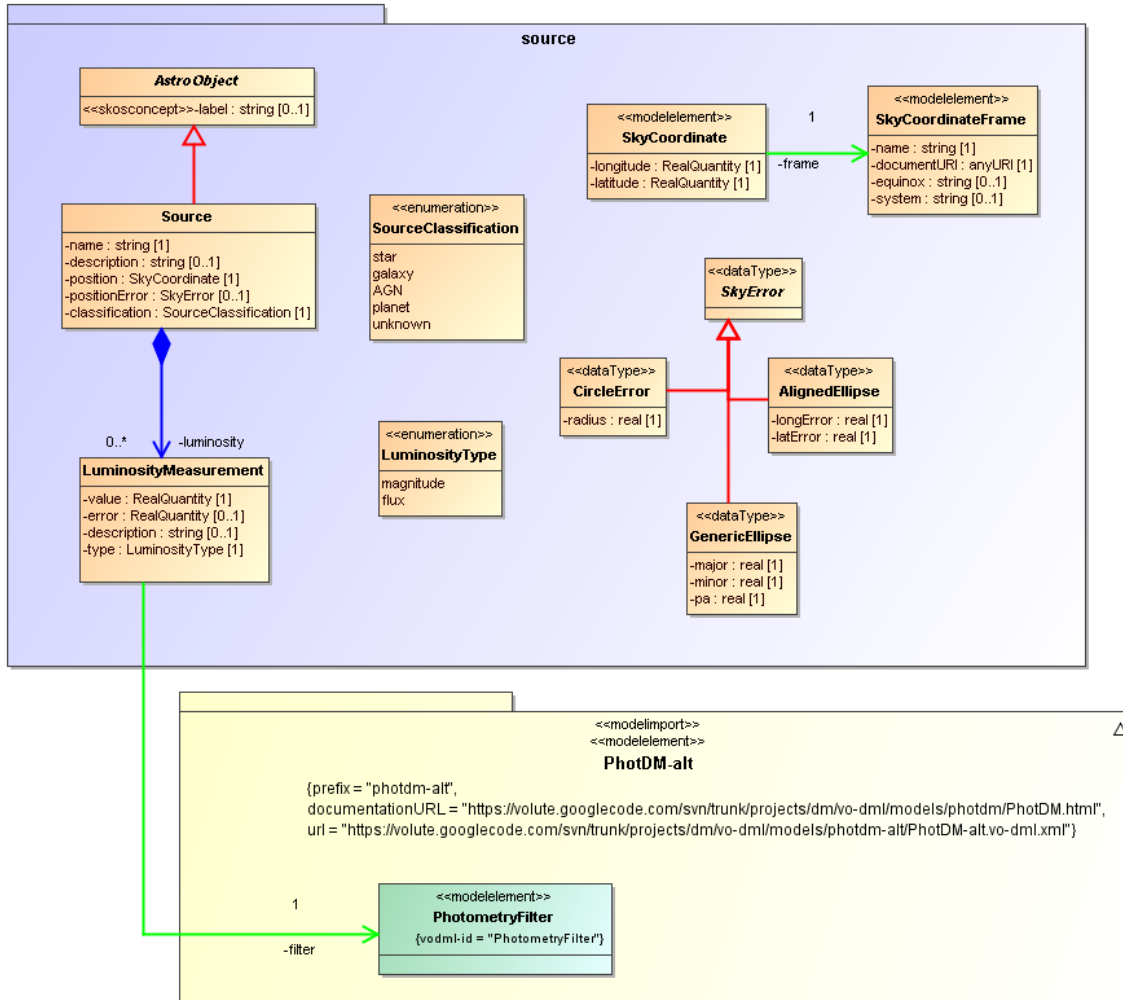 source
AstroObject
<<skosconcept>>-label : string [0..1]
Source
-name : string [1]
-description : string [0..1]
-position : SkyCoordinate [1]
-positionError : SkyError [0..1]
-classification : SourceClassification [1]
0..*
-luminosity
LuminosityMeasurement
-value : RealQuantity [1]
-error : RealQuantity [0..1]
-description : string [0..1]
-type : LuminosityType [1]
<<enumeration>>
SourceClassification
star
galaxy
AGN
planet
unknown
<<enumeration>>
LuminosityType
magnitude
flux
<<modelelement>>
SkyCoordinate
-longitude : RealQuantity [1]
-latitude : RealQuantity [1]
1
-frame
<<modelelement>>
SkyCoordinateFrame
-name : string [1]
-documentURI : anyURI [1]
-equinox : string [0..1]
-system : string [0..1]
<<dataType>>
SkyError
<<dataType>>
CircleError
-radius : real [1]
<<dataType>>
AlignedEllipse
-longError : real [1]
-latError : real [1]
<<dataType>>
GenericEllipse
-major : real [1]
-minor : real [1]
-pa : real [1]
<<modelimport>>
<<modelelement>>
PhotDM-alt
{prefix = "photdm-alt",
documentationURL = "https://volute.googlecode.com/svn/trunk/projects/dm/vo-dml/models/photdm/PhotDM.html",
url = "https://volute.googlecode.com/svn/trunk/projects/dm/vo-dml/models/photdm-alt/PhotDM-alt.vo-dml.xml"}
1
-filter
<<modelelement>>
PhotometryFilter
{vodml-id = "PhotometryFilter"}